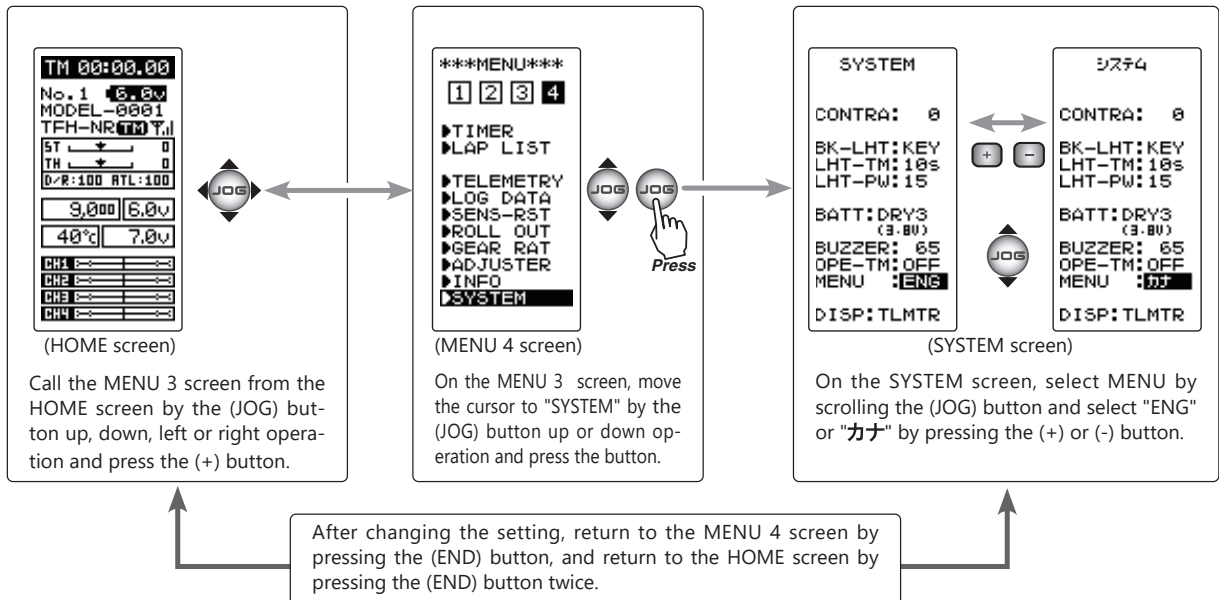 TM 00:00.00
No.1 6.0v
MODEL-0001
TFH-NR TM
ST 0
TH 0
D/R:100 ATL:100
9,000 6.0v
40°c 7.0v
CH1
CH2
CH3
CH4
JOG
(HOME screen)
Call the MENU 3 screen from the
HOME screen by the (JOG) but-
ton up, down, left or right opera-
tion and press the (+) button.
***MENU***
1 2 3 4
TIMER
LAP LIST
TELEMETRY
LOG DATA
SENS-RST
ROLL OUT
GEAR RAT
ADJUSTER
INFO
SYSTEM
JOG JOG
Press
(MENU 4 screen)
On the MENU 3 screen, move
the cursor to "SYSTEM" by the
(JOG) button up or down op-
eration and press the button.
SYSTEM
CONTRA: 0
BK-LHT:KEY
LHT-TM:10s
LHT-PW:15
BATT:DRY3
(3.8V)
BUZZER: 65
OPE-TM:OFF
MENU :ENG
DISP:TLMTR
+ -
JOG
システム
CONTRA: 0
BK-LHT:KEY
LHT-TM:10s
LHT-PW:15
BATT:DRY3
(3.8V)
BUZZER: 65
OPE-TM:OFF
MENU :カナ
DISP:TLMTR
(SYSTEM screen)
On the SYSTEM screen, select MENU by
scrolling the (JOG) button and select "ENG"
or "カナ" by pressing the (+) or (-) button.
After changing the setting, return to the MENU 4 screen by
pressing the (END) button, and return to the HOME screen by
pressing the (END) button twice.